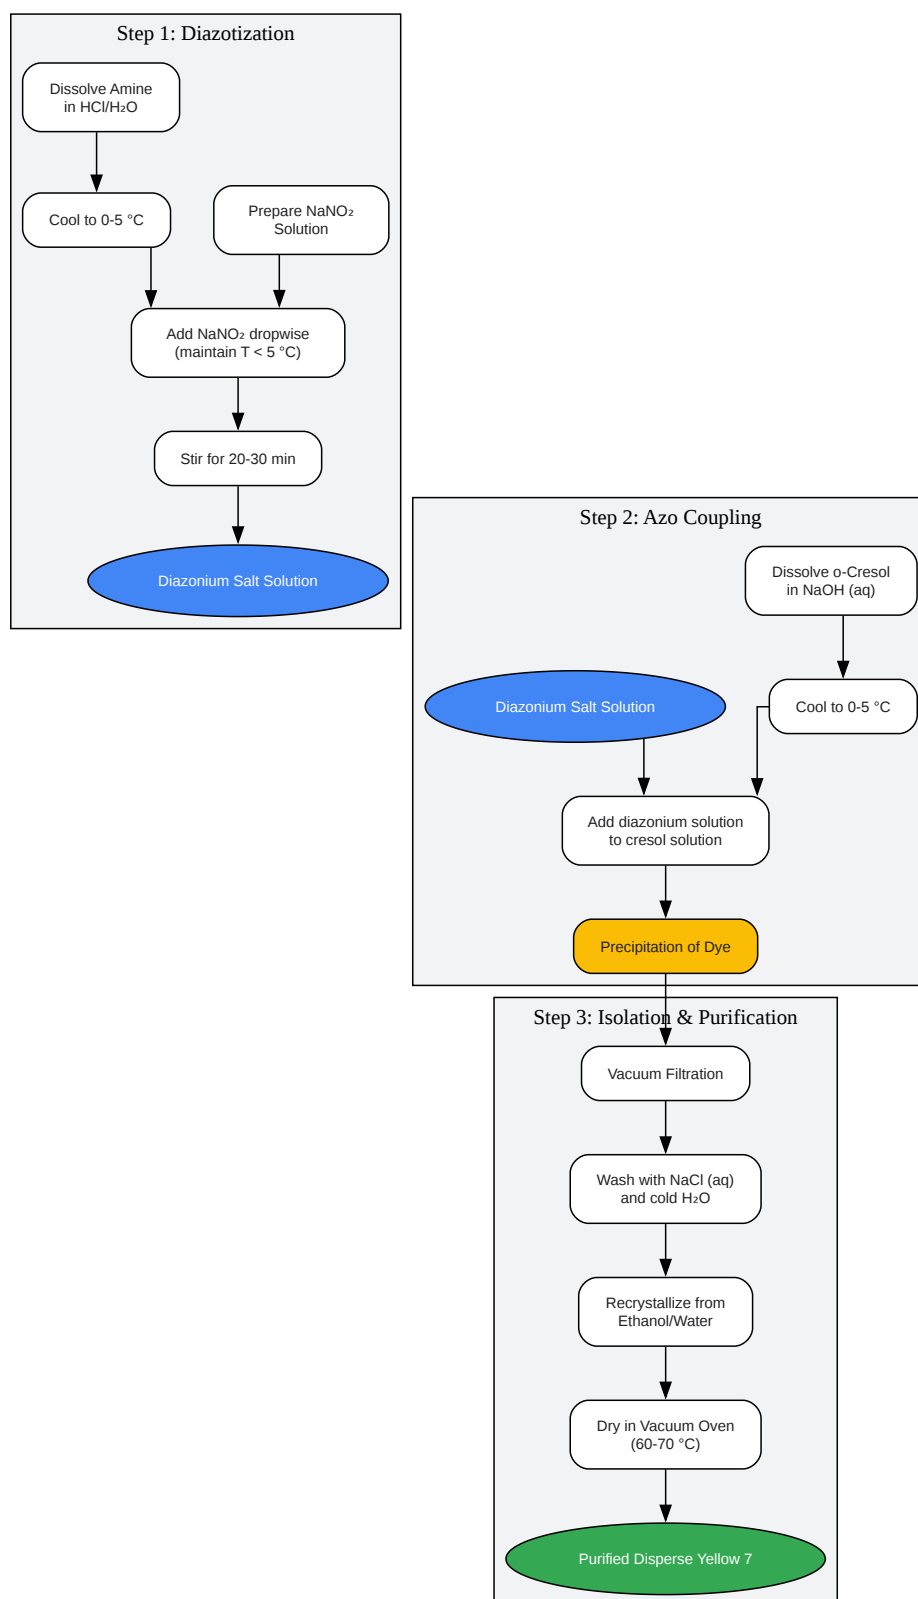 Step 1: Diazotization
Dissolve Amine
in HCl/H₂O
Cool to 0-5 °C
Prepare NaNO₂
Solution
Add NaNO₂ dropwise
(maintain T < 5 °C)
Stir for 20-30 min
Diazonium Salt Solution
Step 2: Azo Coupling
Dissolve o-Cresol
in NaOH (aq)
Diazonium Salt Solution
Cool to 0-5 °C
Add diazonium solution
to cresol solution
Precipitation of Dye
Step 3: Isolation & Purification
Vacuum Filtration
Wash with NaCl (aq)
and cold H₂O
Recrystallize from
Ethanol/Water
Dry in Vacuum Oven
(60-70 °C)
Purified Disperse Yellow 7